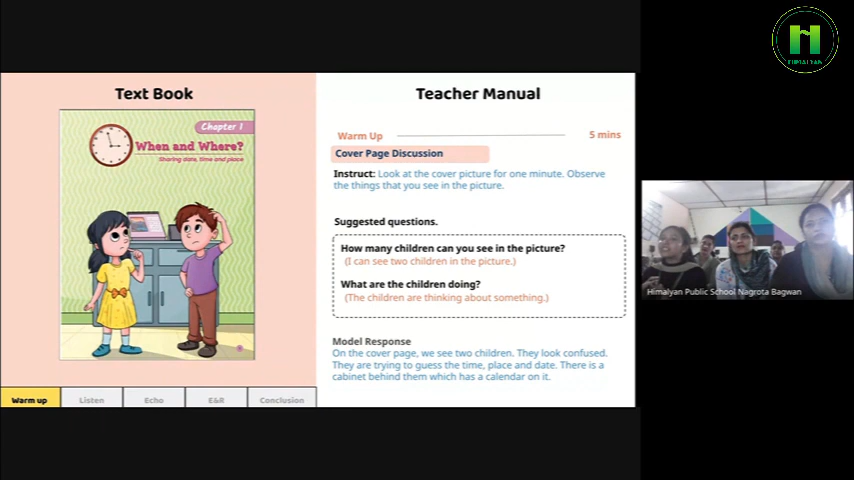 HIMALYAN
Text Book
Chapter 1
When and Where?
Sharing date, time and place
Teacher Manual
Warm Up
5 mins
Cover Page Discussion
Instruct: Look at the cover picture for one minute. Observe
the things that you see in the picture.
Suggested questions.
How many children can you see in the picture?
(I can see two children in the picture.)
What are the children doing?
(The children are thinking about something.)
Model Response
On the cover page, we see two children. They look confused.
They are trying to guess the time, place and date. There is a
cabinet behind them which has a calendar on it.
Warm up
Listen
Echo
E&R
Conclusion
Himalyan Public School Nagrota Bagwan